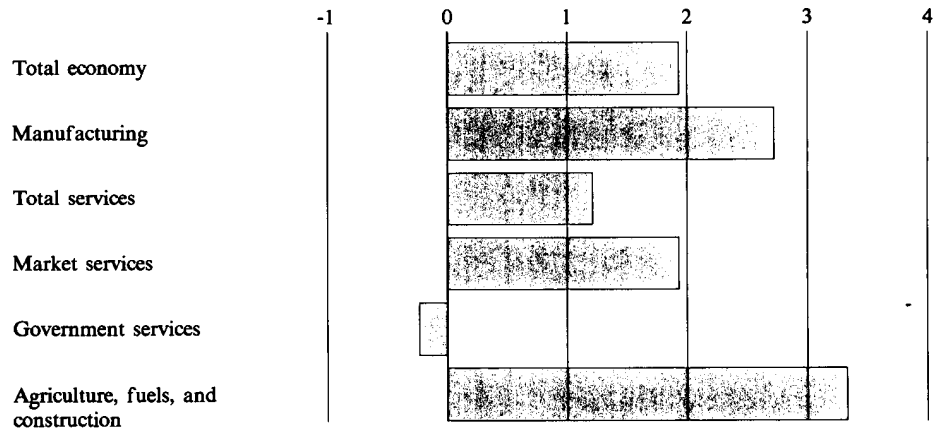 -1 0 1 2 3 4
Total economy
Manufacturing
Total services
Market services
Government services
Agriculture, fuels, and
construction